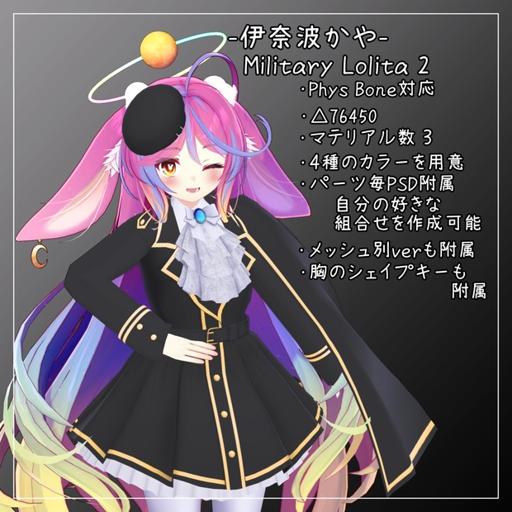 -伊奈波かや-
Military Lolita 2
・Phys Bone対応
・△76450
・マテリアル数 3
・4種のカラーを用意
・パーツ毎PSD附属
自分の好きな
組合せを作成可能
・メッシュ別verも附属
・胸のシェイプキーも
附属